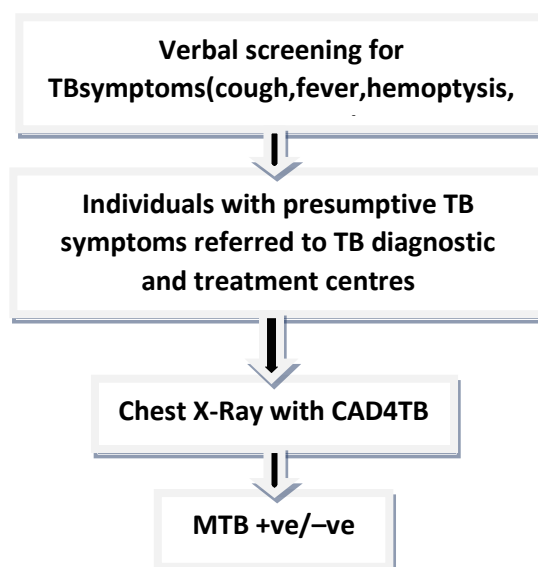 Verbal screening for
TBsymptoms(cough,fever,hemoptysis,
Individuals with presumptive TB
symptoms referred to TB diagnostic
and treatment centres
Chest X-Ray with CAD4TB
MTB +ve/–ve